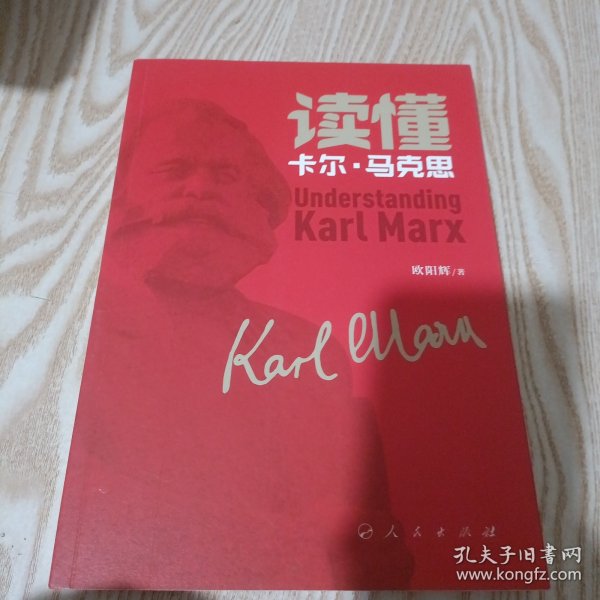 读懂
卡尔·马克思
Understanding
Karl Marx
欧阳辉/著
Karl Marx
人民出版社
孔夫子旧书网
www.kongfz.com